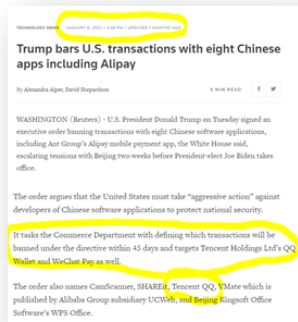 TECHNOLOGY NEWS JANUARY 5, 2021 / 4:39 PM / UPDATED 7 MONTHS AGO
Trump bars U.S. transactions with eight Chinese
apps including Alipay
By Alexandra Alper, David Shepardson
6 MIN READ
WASHINGTON (Reuters) - U.S. President Donald Trump on Tuesday signed an
executive order banning transactions with eight Chinese software applications,
including Ant Group's Alipay mobile payment app, the White House said,
escalating tensions with Beijing two weeks before President-elect Joe Biden takes
office.
The order argues that the United States must take "aggressive action" against
developers of Chinese software applications to protect national security.
It tasks the Commerce Department with defining which transactions will be
banned under the directive within 45 days and targets Tencent Holdings Ltd's QQ
Wallet and WeChat Pay as well.
The order also names CamScanner, SHAREit, Tencent QQ, VMate which is
published by Alibaba Group subsidiary UCWeb, and Beijing Kingsoft Office
Software's WPS Office.